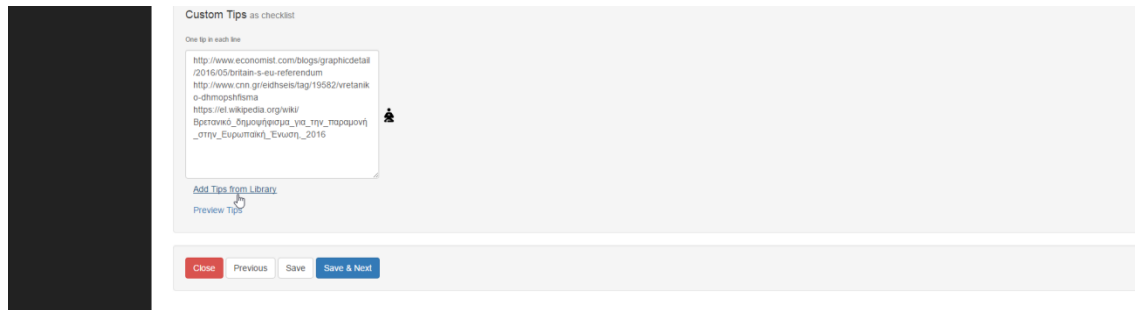 Custom Tips as checklist
One tip in each line
http://www.economist.com/blogs/graphicdetail
/2016/05/britain-s-eu-referendum
http://www.cnn.gr/eidhseis/tag/19582/vretanik
o-dhmopshfisma
https://el.wikipedia.org/wiki/
Βρετανικό_δημοψήφισμα_για_την_παραμονή
_στην_Ευρωπαϊκή_Ένωση,_2016
Add Tips from Library
Preview Tips
Close Previous Save Save & Next